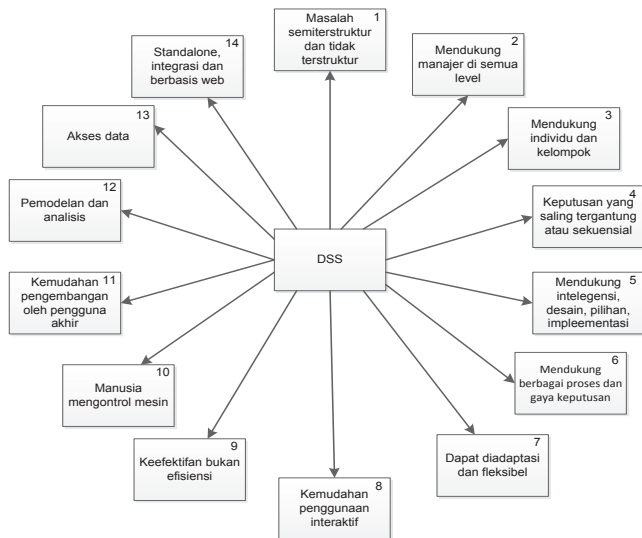 1
Masalah
semiterstruktur
dan tidak
terstruktur
2
Mendukung
manajer di semua
level
3
Mendukung
individu dan
kelompok
4
Keputusan yang
saling tergantung
atau sekuensial
5
Mendukung
intelegensi,
desain, pilihan,
impleementasi
6
Mendukung
berbagai proses dan
gaya keputusan
7
Dapat diadaptasi
dan fleksibel
8
Kemudahan
penggunaan
interaktif
9
Keefektifan bukan
efisiensi
10
Manusia
mengontrol mesin
11
Kemudahan
pengembangan
oleh pengguna
akhir
12
Pemodelan dan
analisis
13
Akses data
14
Standalone,
integrasi dan
berbasis web
DSS